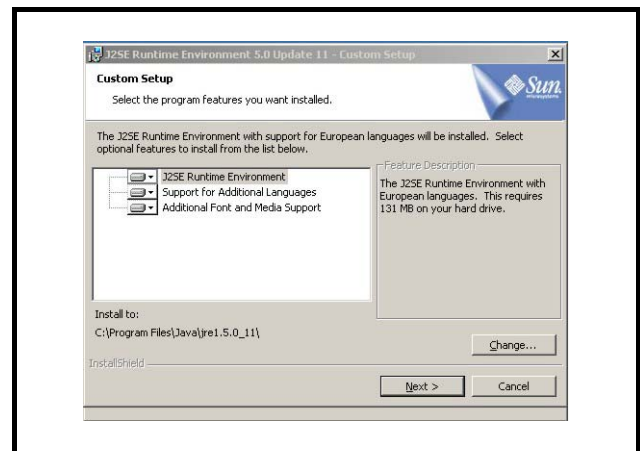 J2SE Runtime Environment 5.0 Update 11 - Custom Setup
Custom Setup
Select the program features you want installed.
Sun
microsystems
The J2SE Runtime Environment with support for European languages will be installed. Select
optional features to install from the list below.
J2SE Runtime Environment
Support for Additional Languages
Additional Font and Media Support
Feature Description
The J2SE Runtime Environment with
European languages. This requires
131 MB on your hard drive.
Install to:
C:\Program Files\Java\jre1.5.0_11\
Change...
InstallShield
Next >
Cancel